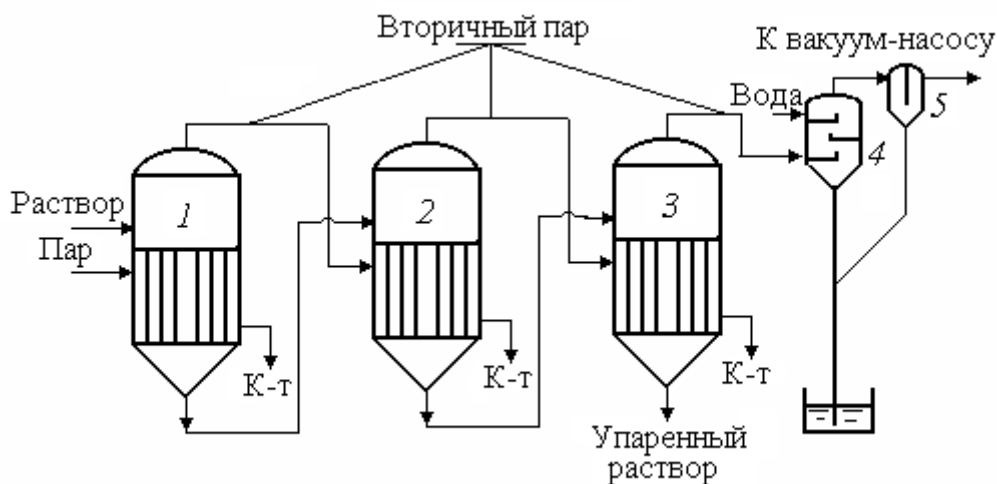 Вторичный пар
К вакуум-насосу
Вода
5
4
Раствор
Пар
1
2
3
К-т
К-т
К-т
Упаренный
раствор